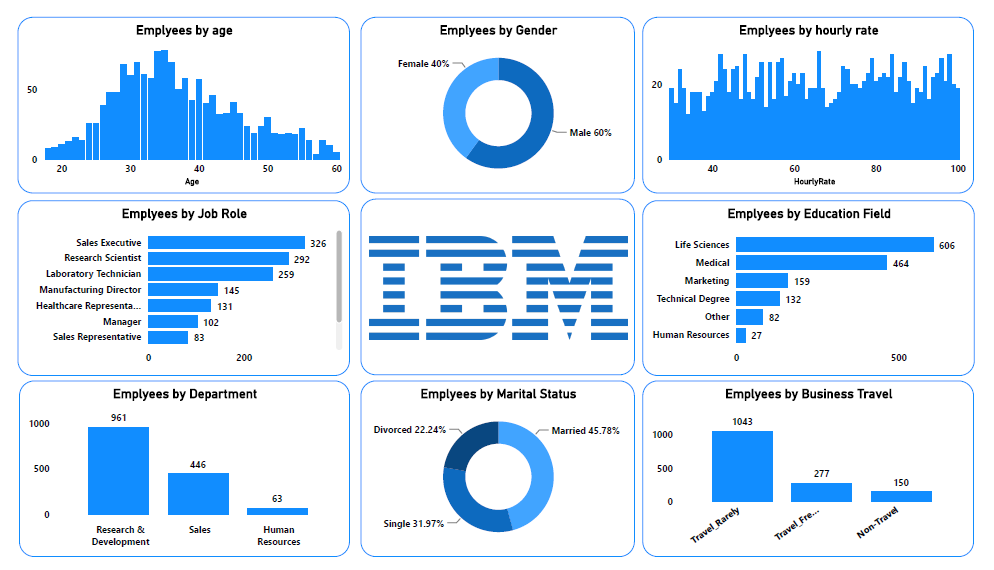 Emplyees by age
50
0
20
30
40
50
60
Age
Emplyees by Gender
Female 40%
Male 60%
Emplyees by hourly rate
20
0
40
60
80
100
HourlyRate
Emplyees by Job Role
Sales Executive 326
Research Scientist 292
Laboratory Technician 259
Manufacturing Director 145
Healthcare Representa... 131
Manager 102
Sales Representative 83
0 200
IBM
Emplyees by Education Field
Life Sciences 606
Medical 464
Marketing 159
Technical Degree 132
Other 82
Human Resources 27
0 500
Emplyees by Department
1000
500
0
961
446
63
Research &
Development
Sales
Human
Resources
Emplyees by Marital Status
Divorced 22.24%
Married 45.78%
Single 31.97%
Emplyees by Business Travel
1000
500
0
1043
277
150
Travel_Rarely
Travel_Fre...
Non-Travel